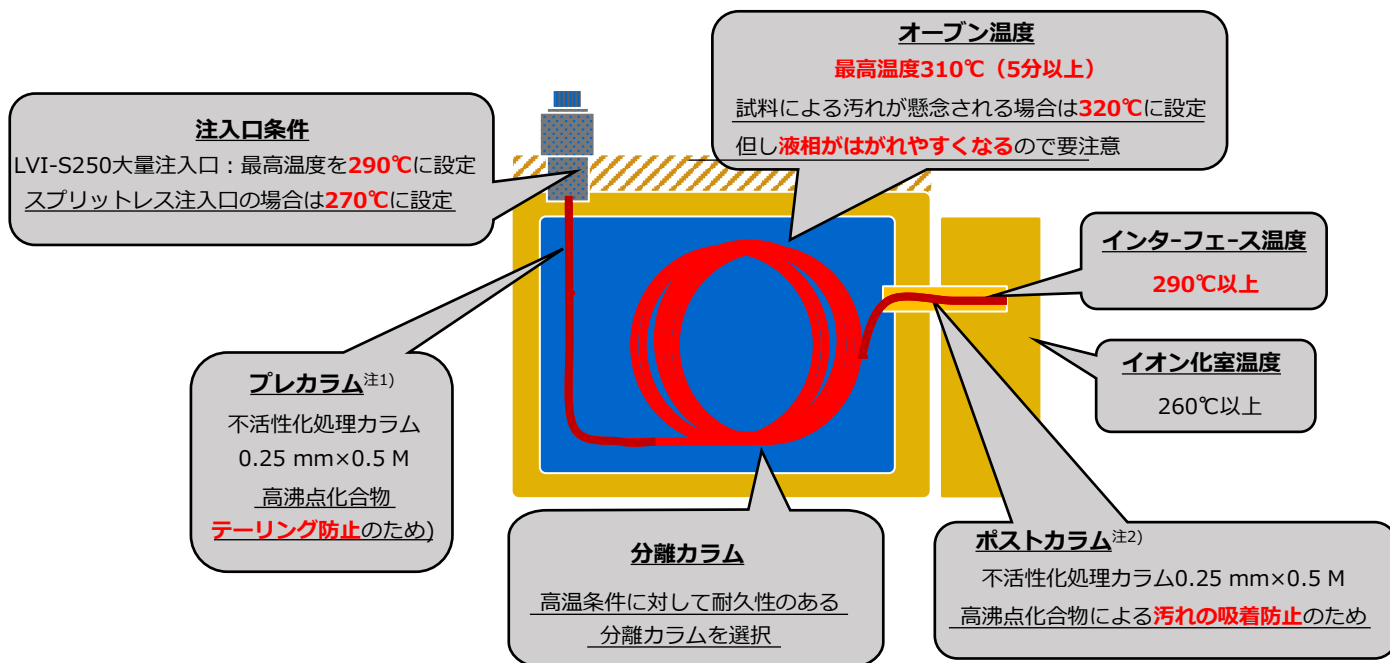 オーブン温度
最高温度310℃（5分以上）
試料による汚れが懸念される場合は320℃に設定
但し液相がはがれやすくなるので要注意
注入口条件
LVI-S250大量注入口：最高温度を290℃に設定
スプリットレス注入口の場合は270℃に設定
インターフェース温度
290℃以上
イオン化室温度
260℃以上
プレカラム注1)
不活性化処理カラム
0.25 mm×0.5 M
高沸点化合物
テーリング防止のため)
分離カラム
高温条件に対して耐久性のある
分離カラムを選択
ポストカラム注2)
不活性化処理カラム0.25 mm×0.5 M
高沸点化合物による汚れの吸着防止のため